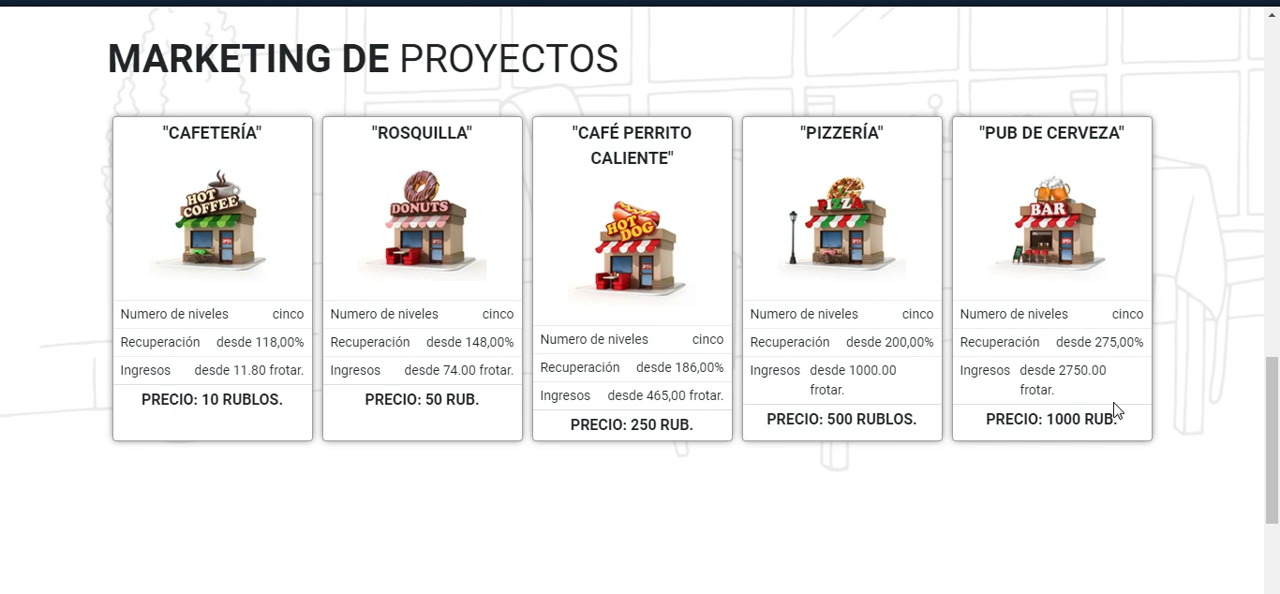 MARKETING DE PROYECTOS
"CAFETERÍA"
HOT
COFFEE
Numero de niveles cinco
Recuperación desde 118,00%
Ingresos desde 11.80 frotar.
PRECIO: 10 RUBLOS.
"ROSQUILLA"
DONUTS
Numero de niveles cinco
Recuperación desde 148,00%
Ingresos desde 74.00 frotar.
PRECIO: 50 RUB.
"CAFÉ PERRITO
CALIENTE"
HOT
DOG
Numero de niveles cinco
Recuperación desde 186,00%
Ingresos desde 465,00 frotar.
PRECIO: 250 RUB.
"PIZZERÍA"
PIZZA
Numero de niveles cinco
Recuperación desde 200,00%
Ingresos desde 1000.00
frotar.
PRECIO: 500 RUBLOS.
"PUB DE CERVEZA"
BAR
Numero de niveles cinco
Recuperación desde 275,00%
Ingresos desde 2750.00
frotar.
PRECIO: 1000 RUB.